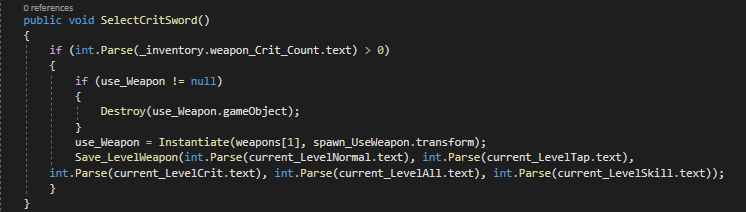 0 references
public void SelectCritSword()
{
if (int.Parse(_inventory.weapon_Crit_Count.text) > 0)
{
if (use_Weapon != null)
{
Destroy(use_Weapon.gameObject);
}
use_Weapon = Instantiate(weapons[1], spawn_UseWeapon.transform);
Save_LevelWeapon(int.Parse(current_LevelNormal.text), int.Parse(current_LevelTap.text),
int.Parse(current_LevelCrit.text), int.Parse(current_LevelAll.text), int.Parse(current_LevelSkill.text));
}
}